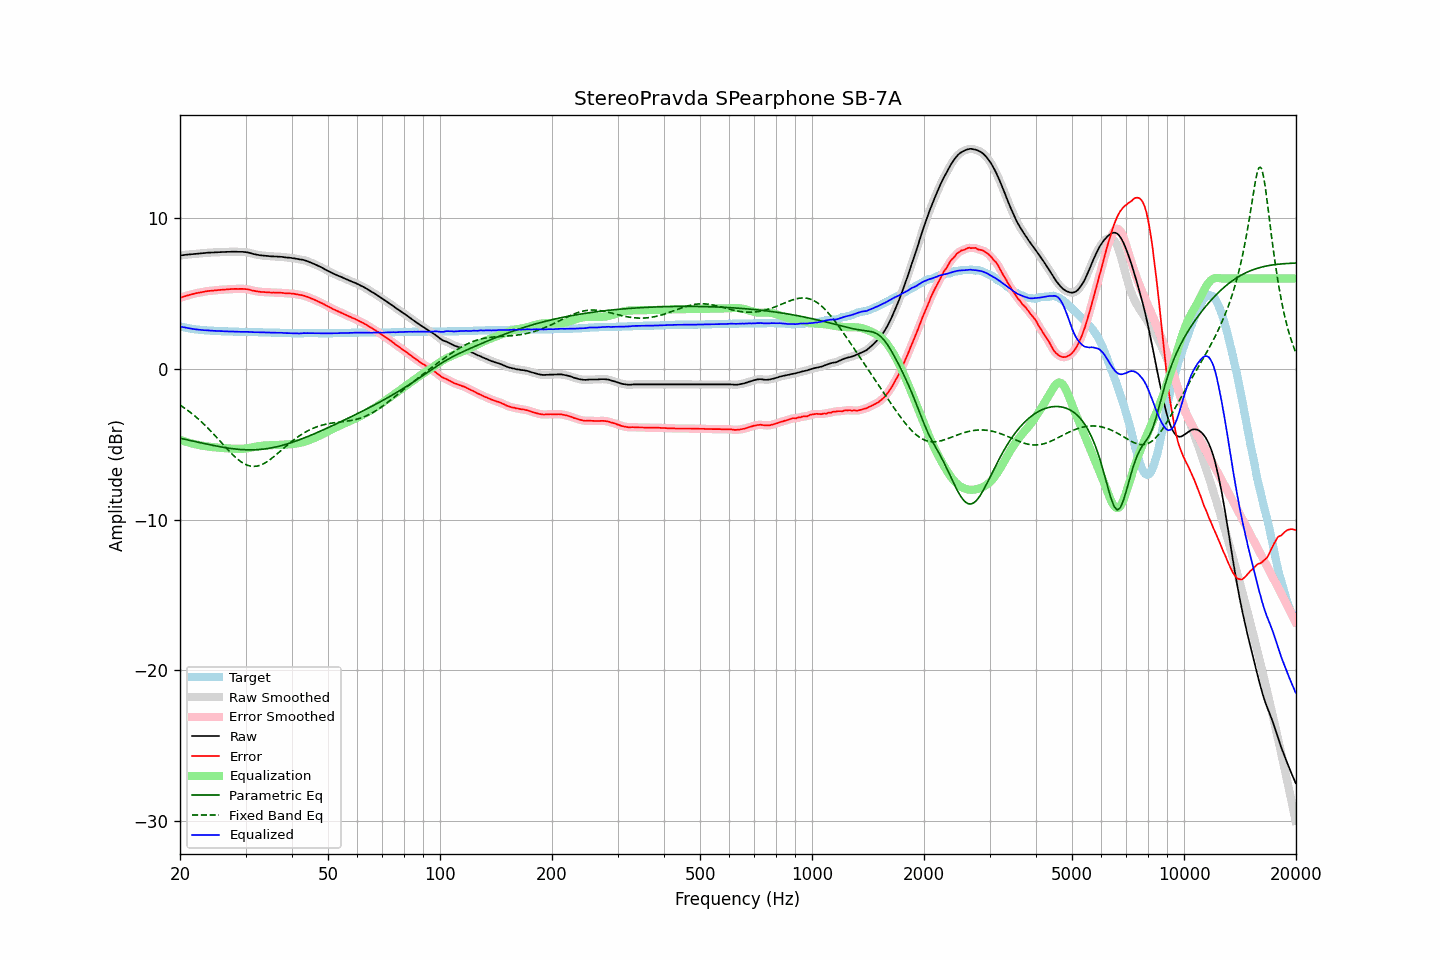 StereoPravda SPearphone SB-7A
Amplitude (dBr)
10
0
−10
−20
−30
Target
Raw Smoothed
Error Smoothed
Raw
Error
Equalization
Parametric Eq
Fixed Band Eq
Equalized
20 50 100 200 500 1000 2000 5000 10000 20000
Frequency (Hz)